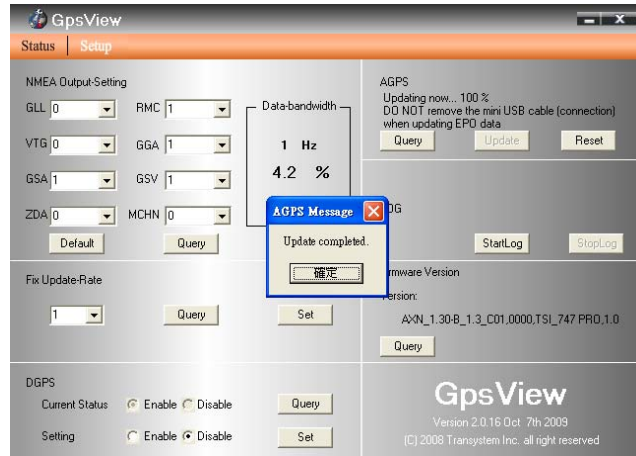 GpsView
Status Setup
NMEA Output-Setting
GLL 0 RMC 1
VTG 0 GGA 1
GSA 1 GSV 1
ZDA 0 MCHN 0
Default Query
Data-bandwidth
1 Hz
4.2 %
AGPS
Updating now... 100 %
DO NOT remove the mini USB cable (connection)
when updating EPO data
Query Update Reset
AGPS Message
Update completed.
確定
OG
StartLog StopLog
Fix Update-Rate
1 Query Set
rmware Version
ersion:
AXN_1.30-B_1.3_C01,0000,TSI_747 PRO,1.0
Query
DGPS
Current Status Enable Disable Query
Setting Enable Disable Set
GpsView
Version 2.0.16 Oct 7th 2009
(C) 2008 Transystem Inc. all right reserved